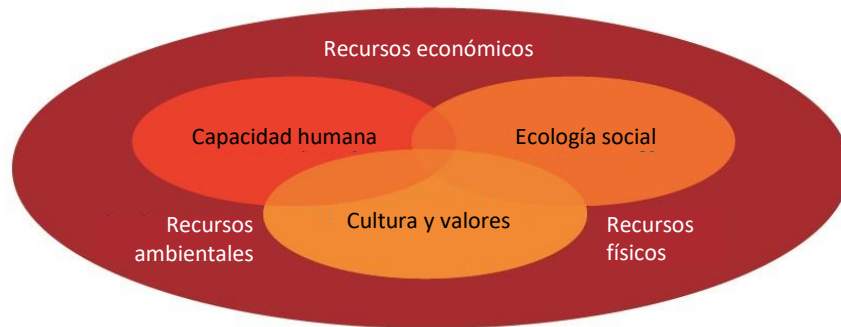 Recursos económicos
Capacidad humana
Ecología social
Cultura y valores
Recursos
ambientales
Recursos
físicos